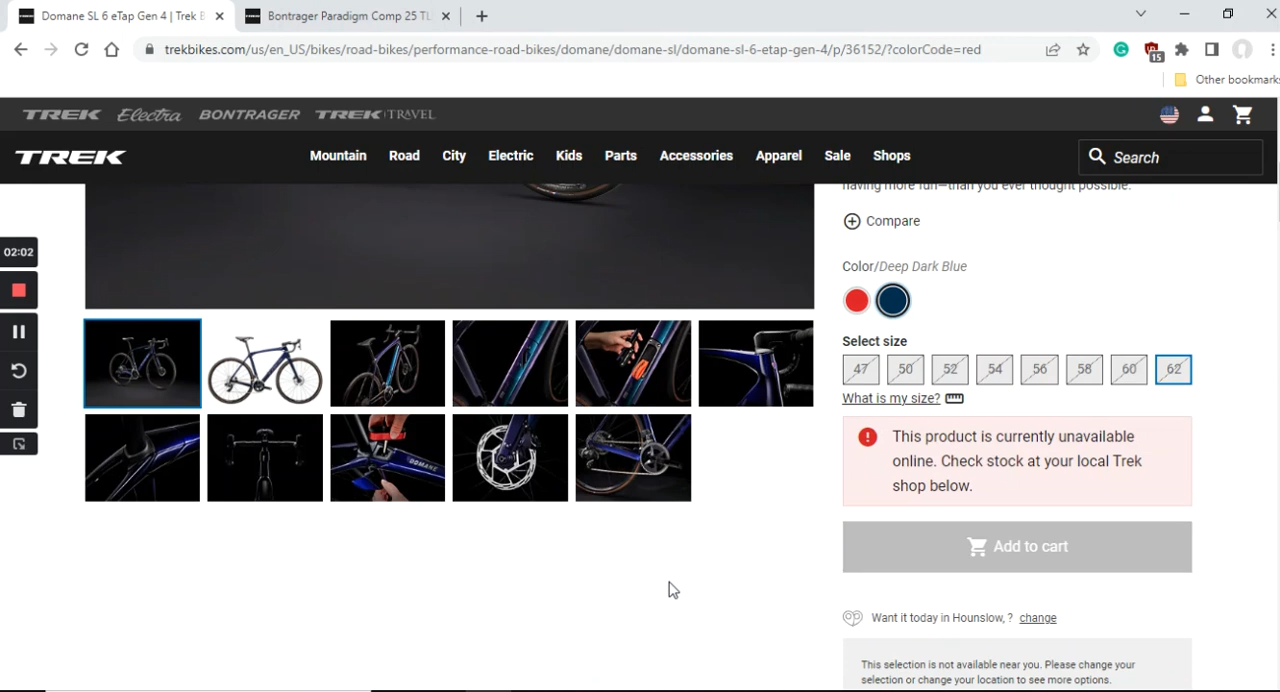 Domane SL 6 eTap Gen 4 | Trek B
Bontrager Paradigm Comp 25 TL
trekbikes.com/us/en_US/bikes/road-bikes/performance-road-bikes/domane/domane-sl/domane-sl-6-etap-gen-4/p/36152/?colorCode=red
15
Other bookmarks
TREK Electra BONTRAGER TREK TRAVEL
TREK Mountain Road City Electric Kids Parts Accessories Apparel Sale Shops Search
having more fun—than you ever thought possible.
Compare
02:02
Color/Deep Dark Blue
Select size
47 50 52 54 56 58 60 62
What is my size?
This product is currently unavailable
online. Check stock at your local Trek
shop below.
DOMANE
Add to cart
Want it today in Hounslow, ? change
This selection is not available near you. Please change your
selection or change your location to see more options.